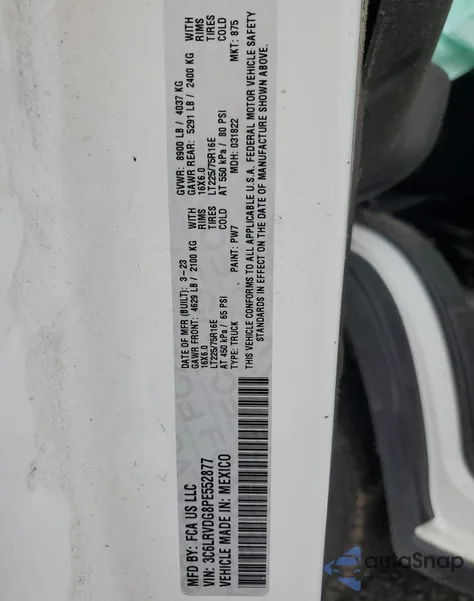 MFD BY: FCA US LLC
VIN: 3C6LRVDG8PE552877
VEHICLE MADE IN: MEXICO
DATE OF MFR (BUILT): 3-23
GAWR FRONT: 4629 LB / 2100 KG WITH
16X6.0 RIMS
LT225/75R16E TIRES
AT 450 kPa / 65 PSI COLD
TYPE: TRUCK PAINT: PW7
GVWR: 8900 LB / 4037 KG
GAWR REAR: 5291 LB / 2400 KG WITH
16X6.0 RIMS
LT225/75R16E TIRES
AT 550 kPa / 80 PSI COLD
MDH: 031822 MKT: 875
THIS VEHICLE CONFORMS TO ALL APPLICABLE U.S.A. FEDERAL MOTOR VEHICLE SAFETY
STANDARDS IN EFFECT ON THE DATE OF MANUFACTURE SHOWN ABOVE.
autoSnap